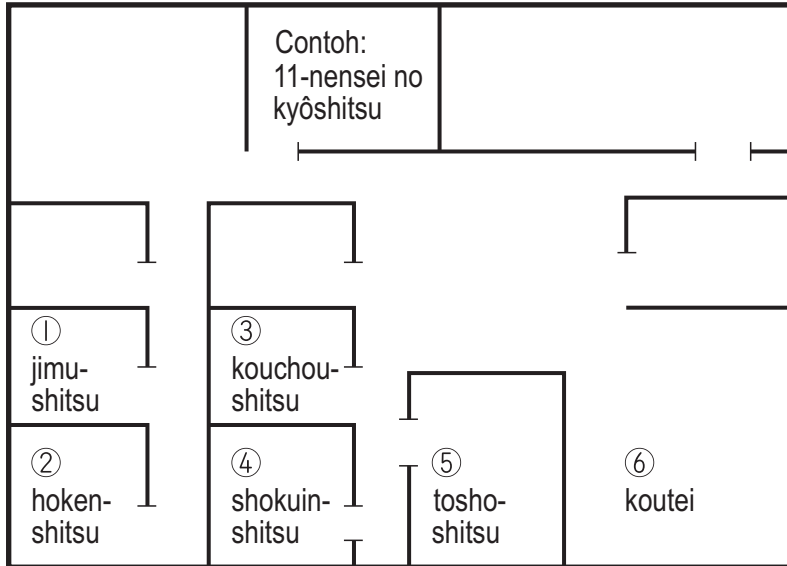 Contoh:
11-nensei no
kyôshitsu
①
jimu-
shitsu
③
kouchou-
shitsu
②
hoken-
shitsu
④
shokuin-
shitsu
⑤
tosho-
shitsu
⑥
koutei